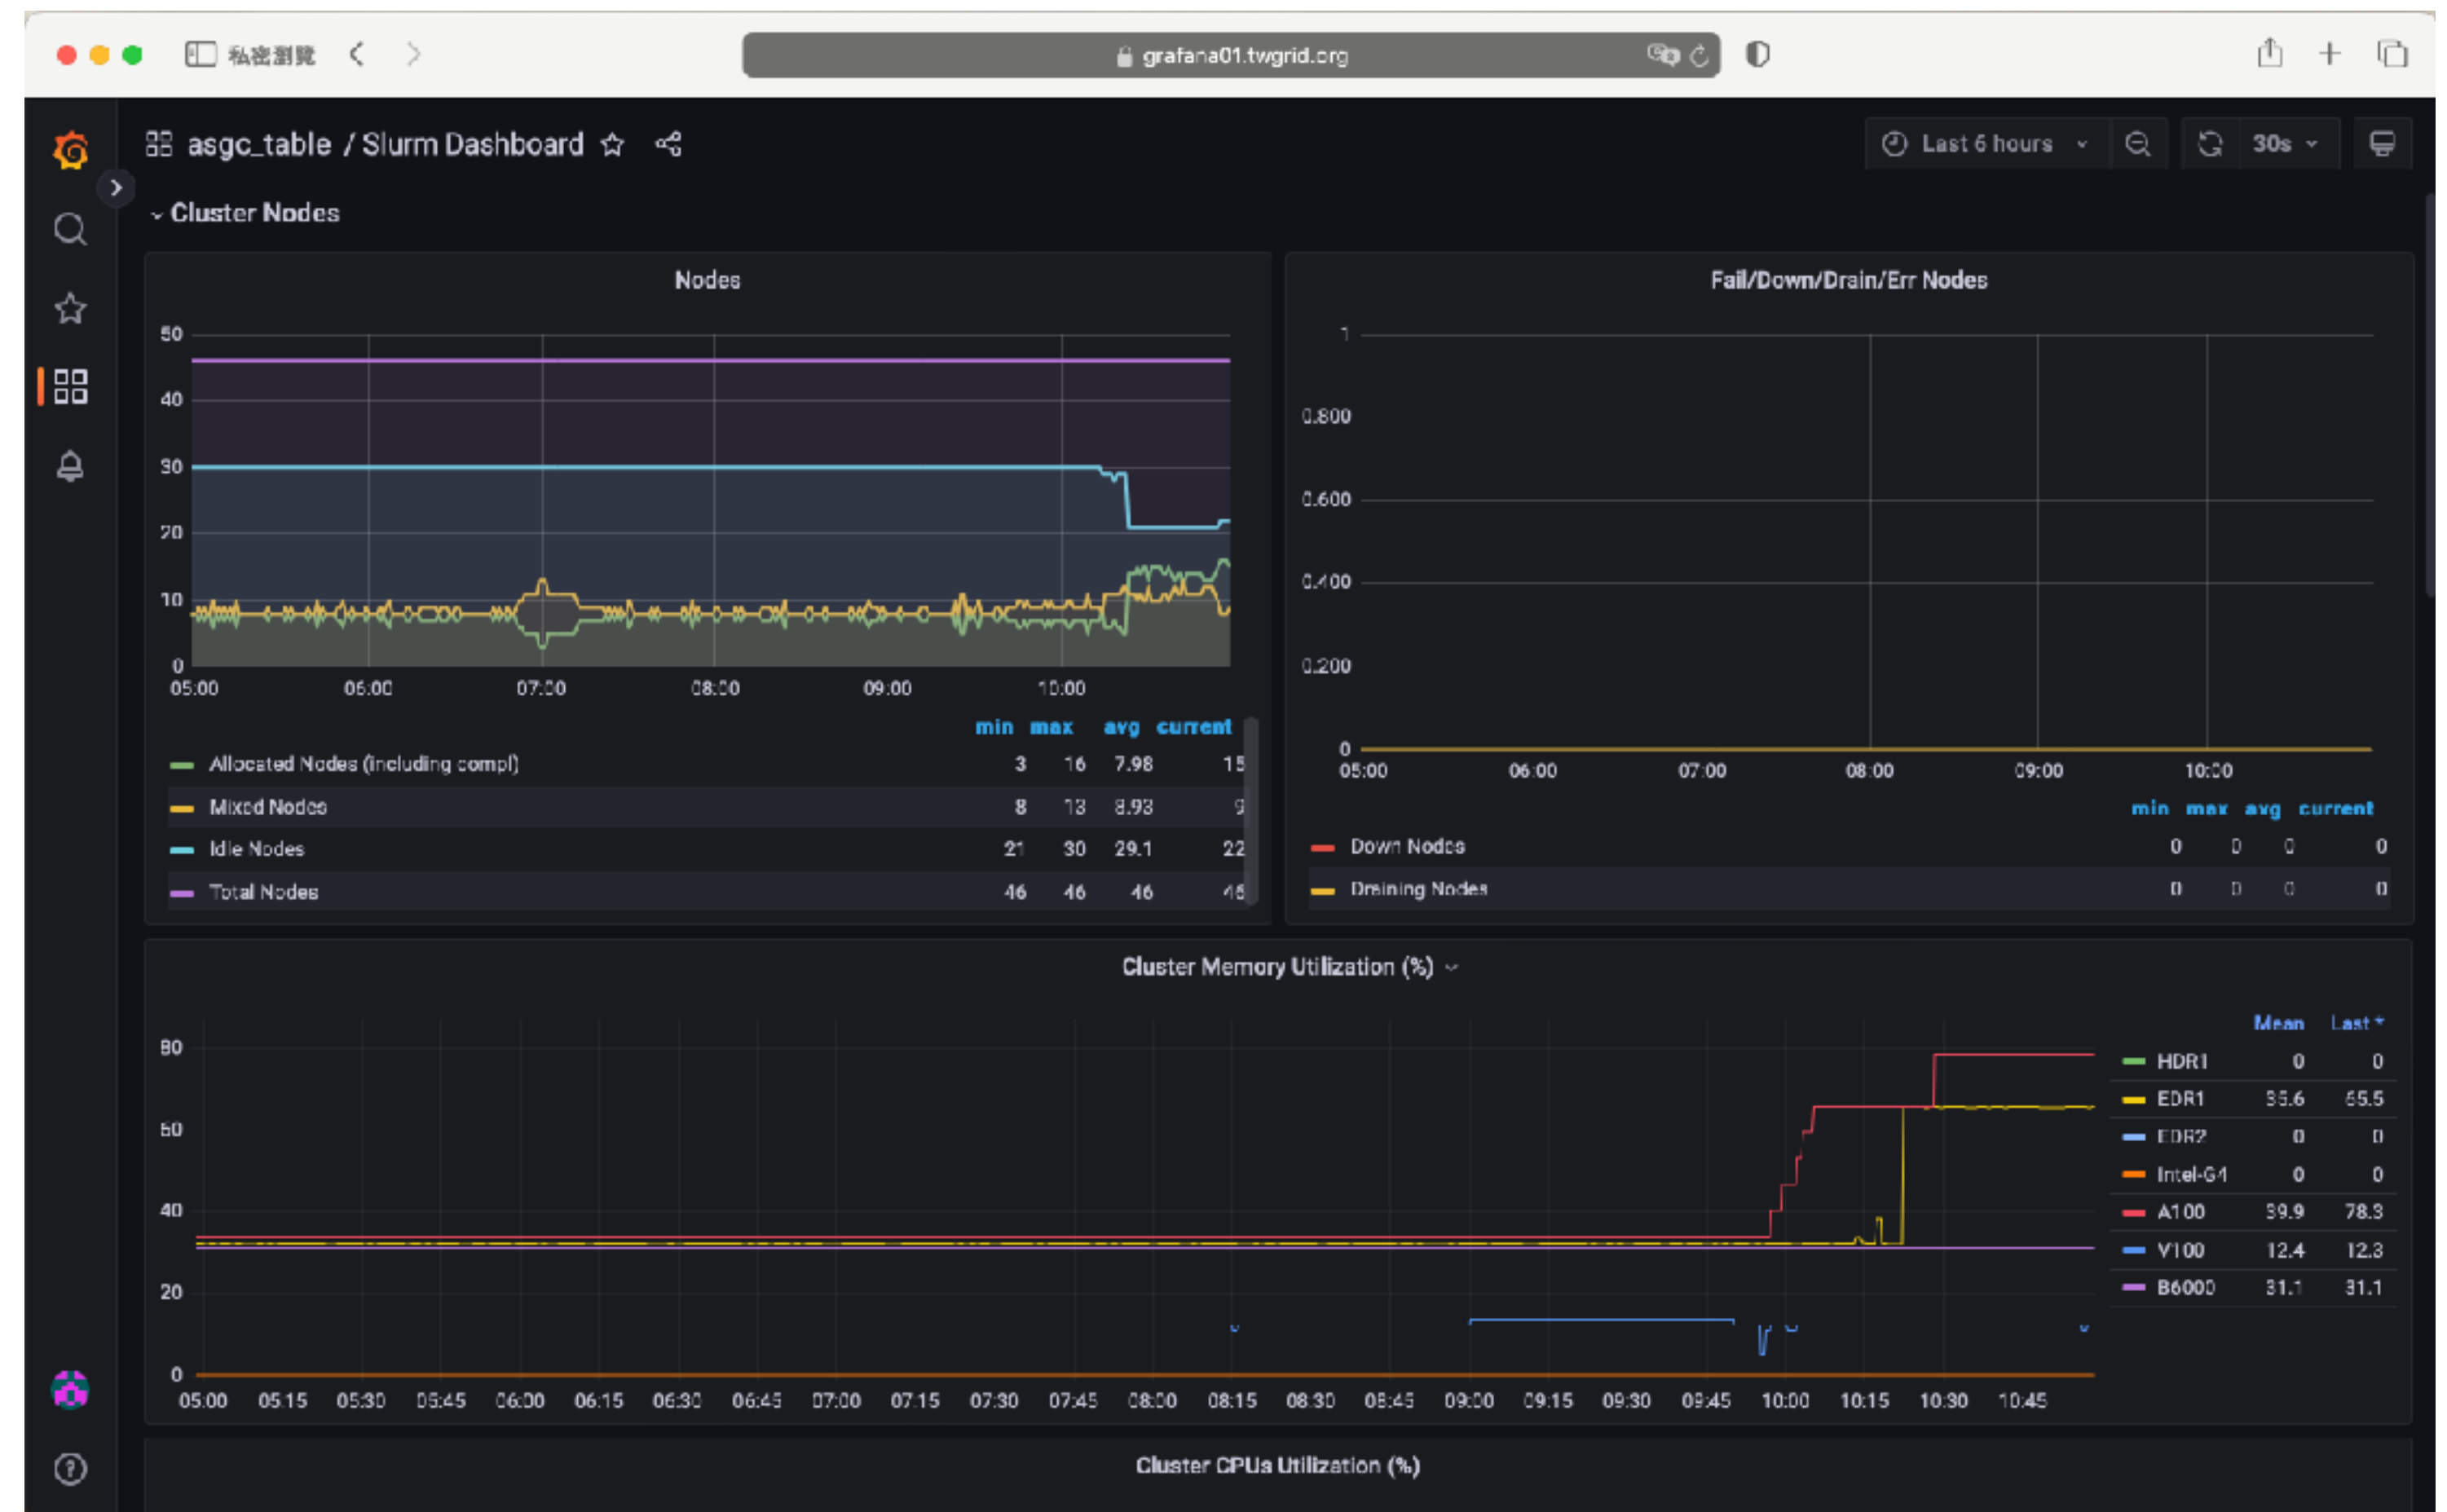 私密瀏覽
grafana01.twgrid.org
asgc_table / Slurm Dashboard
Last 6 hours
30s
Cluster Nodes
Nodes
50
40
30
20
10
0
05:00 06:00 07:00 08:00 09:00 10:00
min max avg current
Allocated Nodes (including compl) 3 16 7.98 15
Mixed Nodes 8 13 8.93 9
Idle Nodes 21 30 29.1 22
Total Nodes 46 46 46 46
Fail/Down/Drain/Err Nodes
1
0.800
0.600
0.400
0.200
0
05:00 06:00 07:00 08:00 09:00 10:00
min max avg current
Down Nodes 0 0 0 0
Draining Nodes 0 0 0 0
Cluster Memory Utilization (%)
80
60
40
20
0
05:00 05:15 05:30 05:45 06:00 06:15 06:30 06:45 07:00 07:15 07:30 07:45 08:00 08:15 08:30 08:45 09:00 09:15 09:30 09:45 10:00 10:15 10:30 10:45
Mean Last *
HDR1 0 0
EDR1 35.6 65.5
EDR2 0 0
Intel-G4 0 0
A100 39.9 78.3
V100 12.4 12.3
B6000 31.1 31.1
Cluster CPUs Utilization (%)